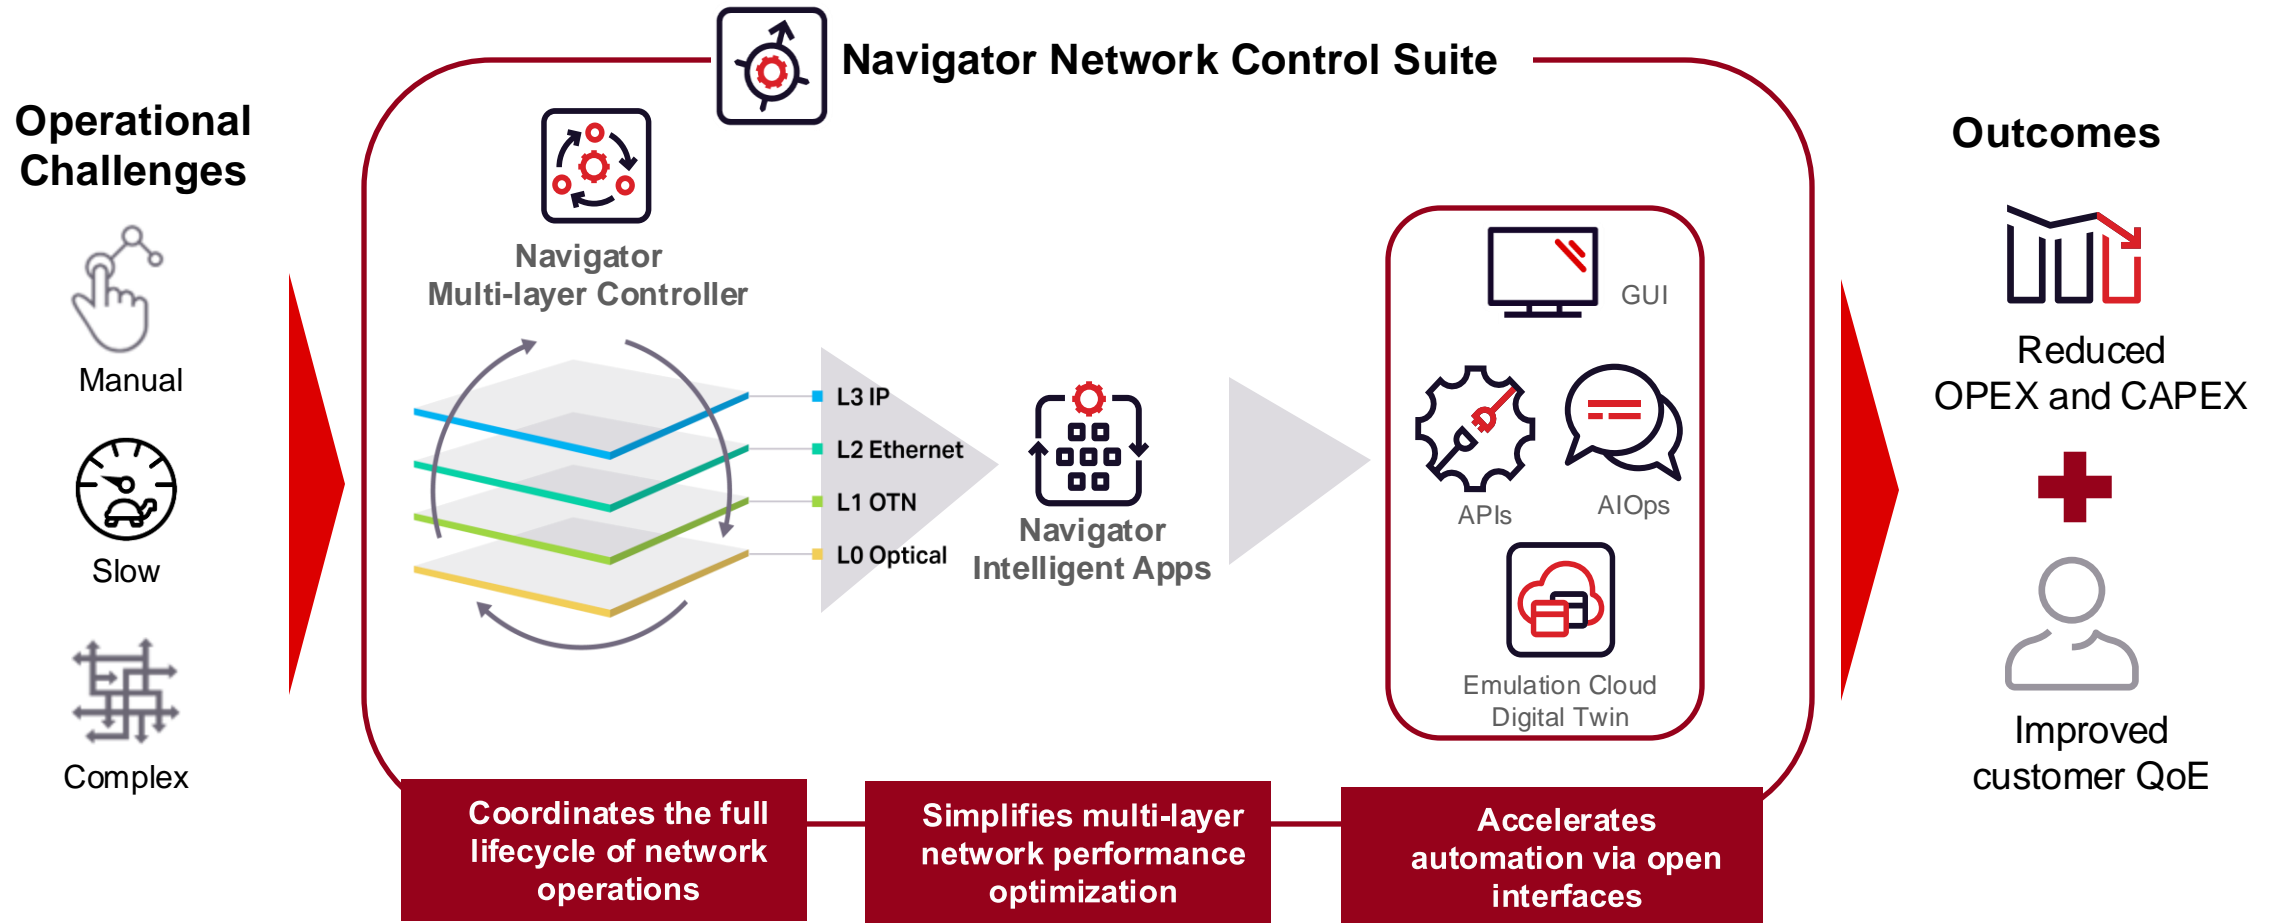 Navigator Network Control Suite
Operational
Challenges
Manual
Slow
Complex
Navigator
Multi-layer Controller
L3 IP
L2 Ethernet
L1 OTN
L0 Optical
Navigator
Intelligent Apps
GUI
APIs
AIOps
Emulation Cloud
Digital Twin
Coordinates the full
lifecycle of network
operations
Simplifies multi-layer
network performance
optimization
Accelerates
automation via open
interfaces
Outcomes
Reduced
OPEX and CAPEX
Improved
customer QoE